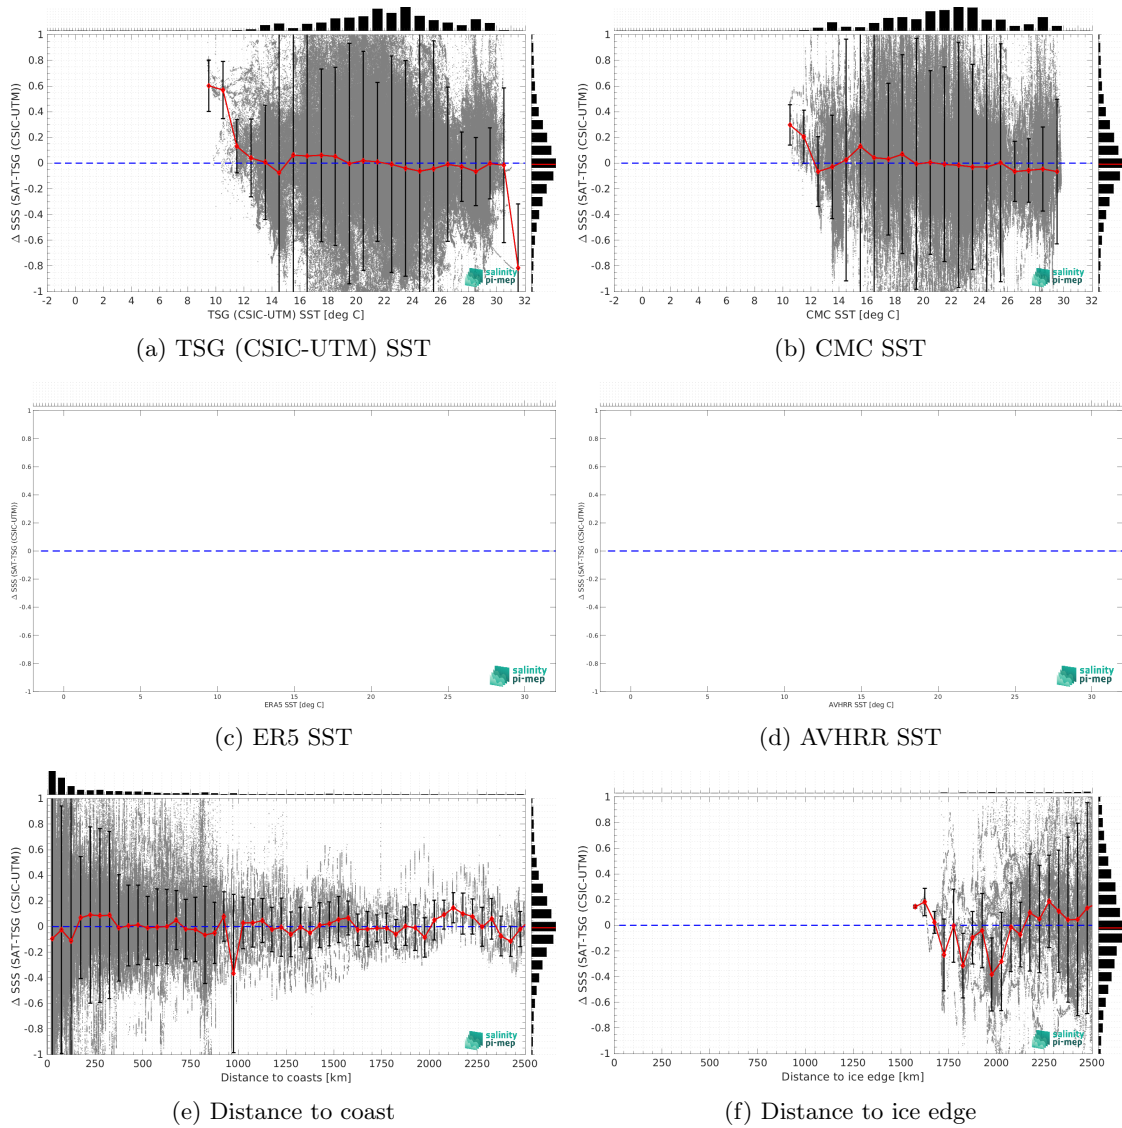 1
0.8
0.6
0.4
0.2
0
-0.2
-0.4
-0.6
-0.8
-1
Δ SSS (SAT-TSG (CSIC-UTM))
salinity
pi-mep
-2 0 2 4 6 8 10 12 14 16 18 20 22 24 26 28 30 32
TSG (CSIC-UTM) SST [deg C]
(a) TSG (CSIC-UTM) SST
1
0.8
0.6
0.4
0.2
0
-0.2
-0.4
-0.6
-0.8
-1
Δ SSS (SAT-TSG (CSIC-UTM))
salinity
pi-mep
-2 0 2 4 6 8 10 12 14 16 18 20 22 24 26 28 30 32
CMC SST [deg C]
(b) CMC SST
1
0.8
0.6
0.4
0.2
0
-0.2
-0.4
-0.6
-0.8
-1
Δ SSS (SAT-TSG (CSIC-UTM))
salinity
pi-mep
0 5 10 15 20 25 30
ERA5 SST [deg C]
(c) ER5 SST
1
0.8
0.6
0.4
0.2
0
-0.2
-0.4
-0.6
-0.8
-1
Δ SSS (SAT-TSG (CSIC-UTM))
salinity
pi-mep
0 5 10 15 20 25 30
AVHRR SST [deg C]
(d) AVHRR SST
1
0.8
0.6
0.4
0.2
0
-0.2
-0.4
-0.6
-0.8
-1
Δ SSS (SAT-TSG (CSIC-UTM))
salinity
pi-mep
0 250 500 750 1000 1250 1500 1750 2000 2250 2500
Distance to coasts [km]
(e) Distance to coast
1
0.8
0.6
0.4
0.2
0
-0.2
-0.4
-0.6
-0.8
-1
Δ SSS (SAT-TSG (CSIC-UTM))
salinity
pi-mep
0 250 500 750 1000 1250 1500 1750 2000 2250 2500
Distance to ice edge [km]
(f) Distance to ice edge